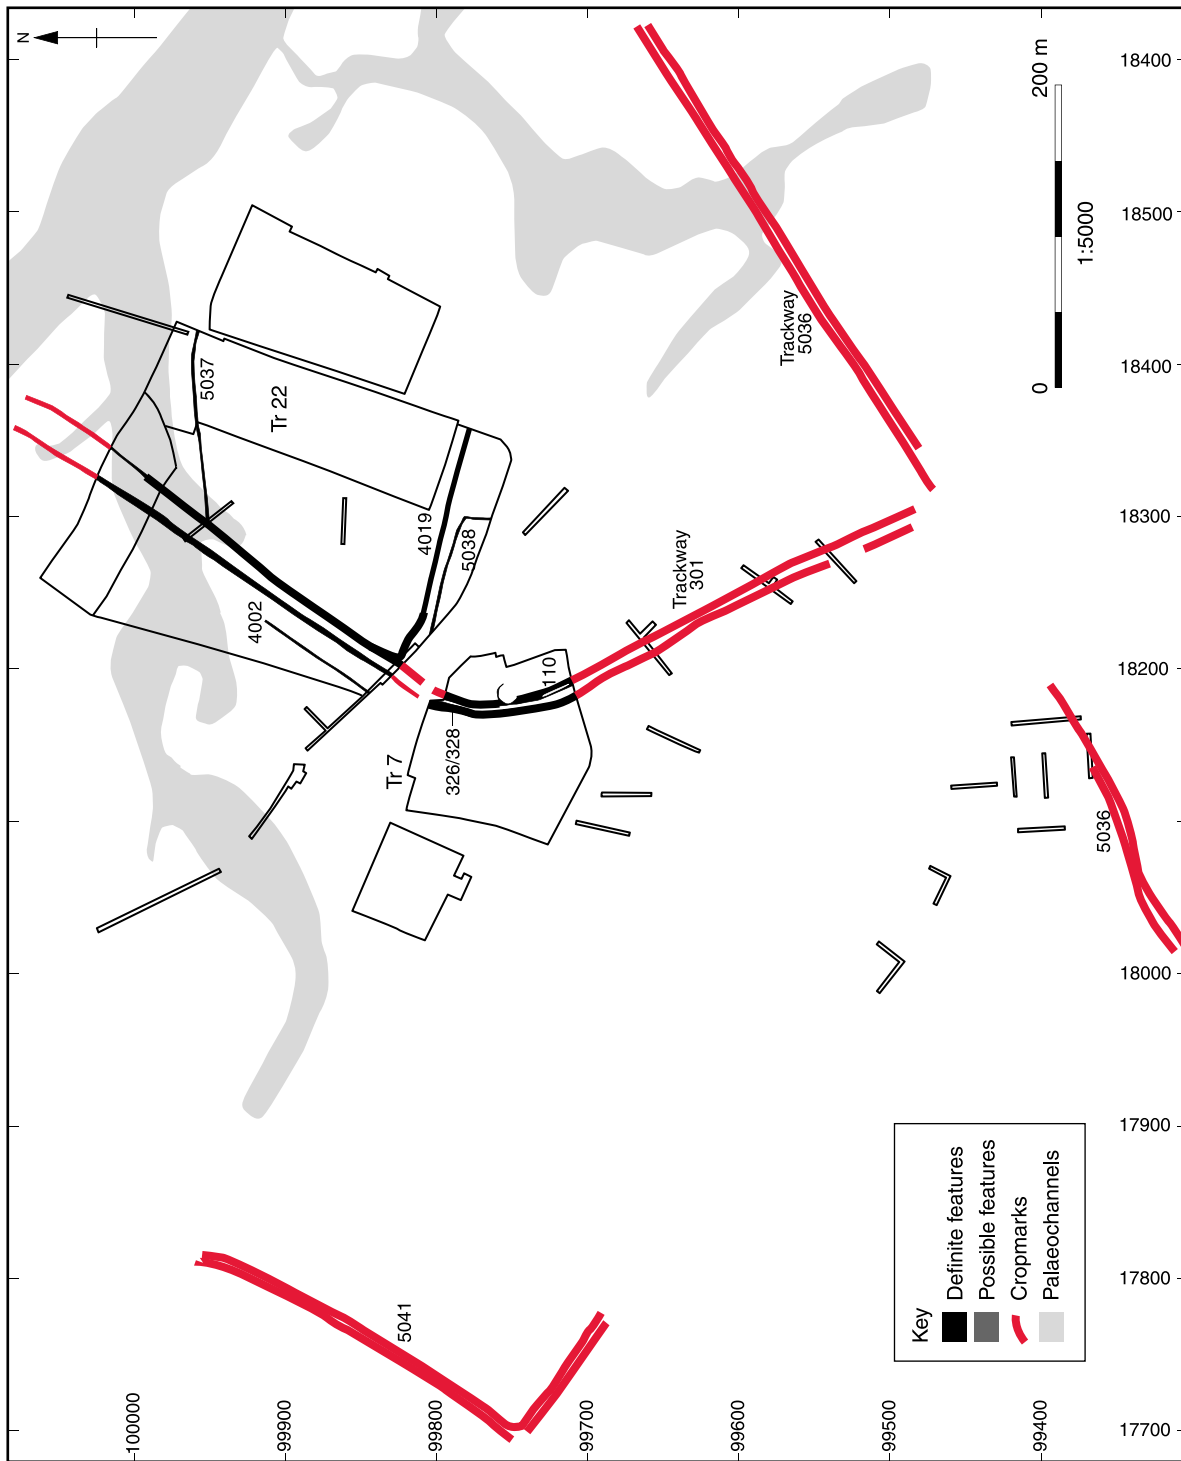 N
100000
99900
99800
99700
99600
99500
99400
17700
17800
17900
18000
18200
18300
18400
18500
18400
5037
Tr 22
4002
4019
5038
Tr 7
326/328
110
Trackway
301
Trackway
5036
5036
5041
0
200 m
1:5000
Key
Definite features
Possible features
Cropmarks
Palaeochannels